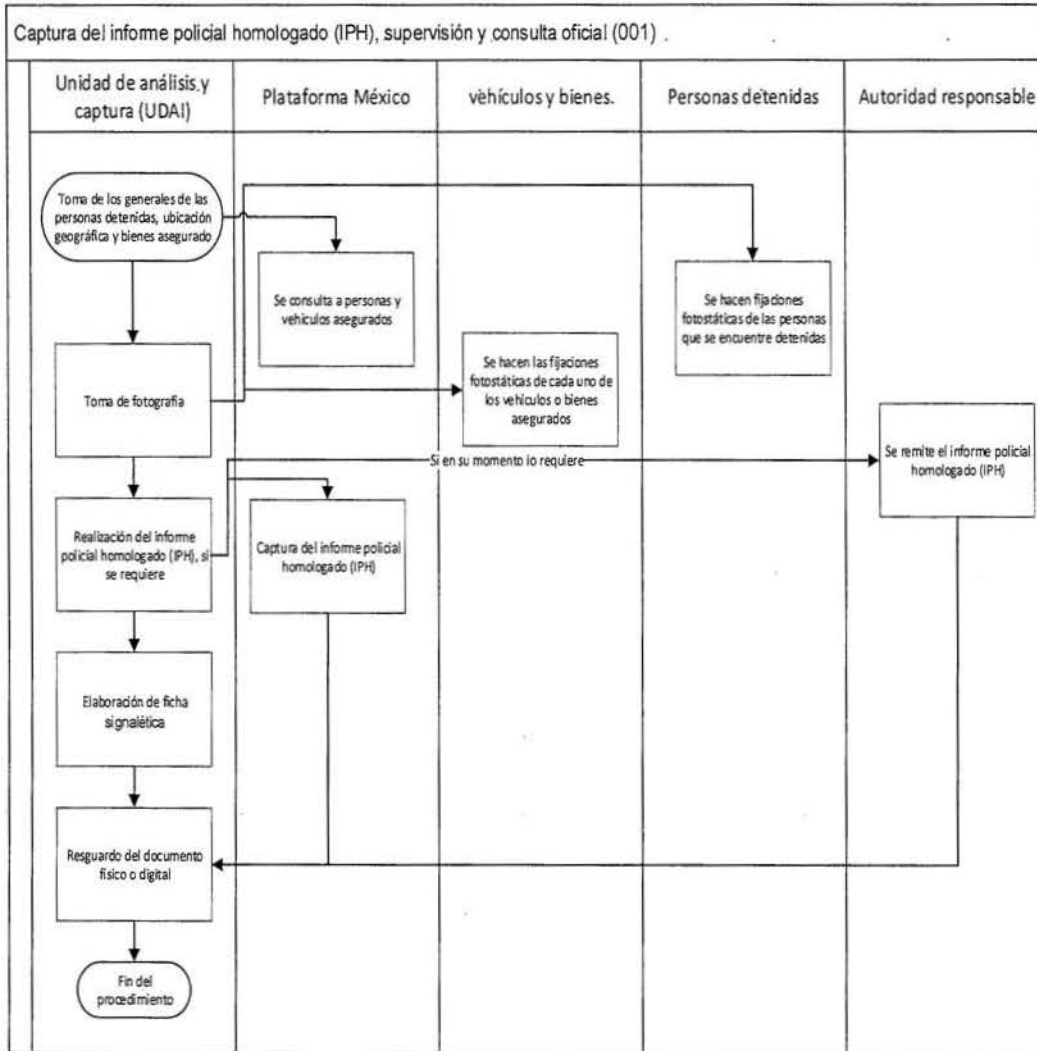 Captura del informe policial homologado (IPH), supervisión y consulta oficial (001)
Unidad de análisis y
captura (UDAI)
Plataforma México
vehículos y bienes.
Personas detenidas
Autoridad responsable
Toma de los generales de las
personas detenidas, ubicación
geográfica y bienes asegurado
Se consulta a personas y
vehículos asegurados
Se hacen fijaciones
fotostáticas de las personas
que se encuentre detenidas
Toma de fotografía
Se hacen las fijaciones
fotostáticas de cada uno de
los vehículos o bienes
asegurados
Si en su momento lo requiere
Se remite el informe policial
homologado (IPH)
Realización del informe
policial homologado (IPH), si
se requiere
Captura del informe policial
homologado (IPH)
Elaboración de ficha
signalética
Resguardo del documento
físico o digital
Fin del
procedimiento